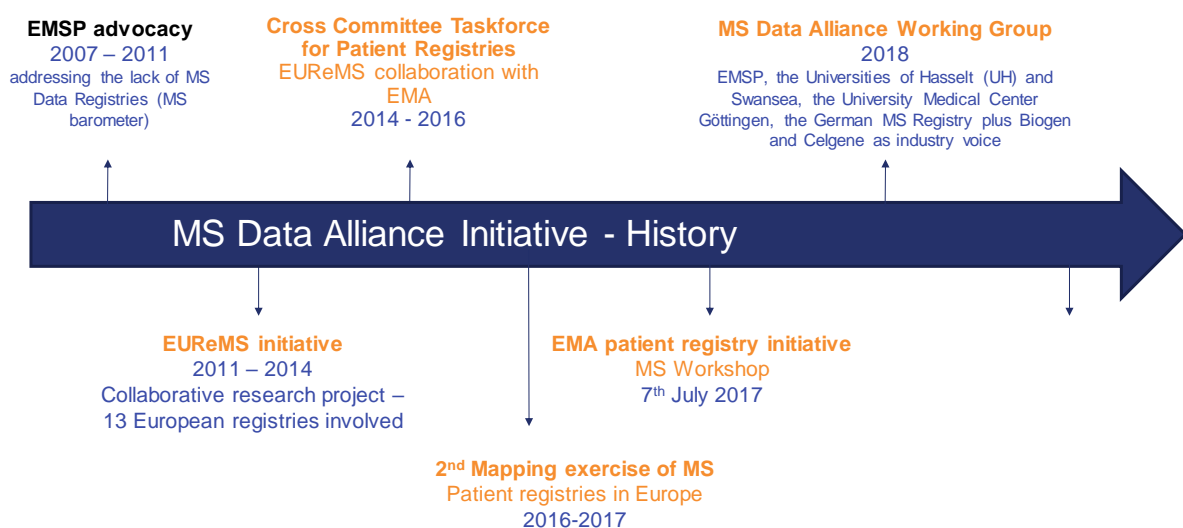 EMSP advocacy
2007 – 2011
addressing the lack of MS
Data Registries (MS
barometer)
Cross Committee Taskforce
for Patient Registries
EUReMS collaboration with
EMA
2014 - 2016
MS Data Alliance Working Group
2018
EMSP, the Universities of Hasselt (UH) and
Swansea, the University Medical Center
Göttingen, the German MS Registry plus Biogen
and Celgene as industry voice
MS Data Alliance Initiative - History
EUReMS initiative
2011 – 2014
Collaborative research project –
13 European registries involved
EMA patient registry initiative
MS Workshop
7th July 2017
2nd Mapping exercise of MS
Patient registries in Europe
2016-2017